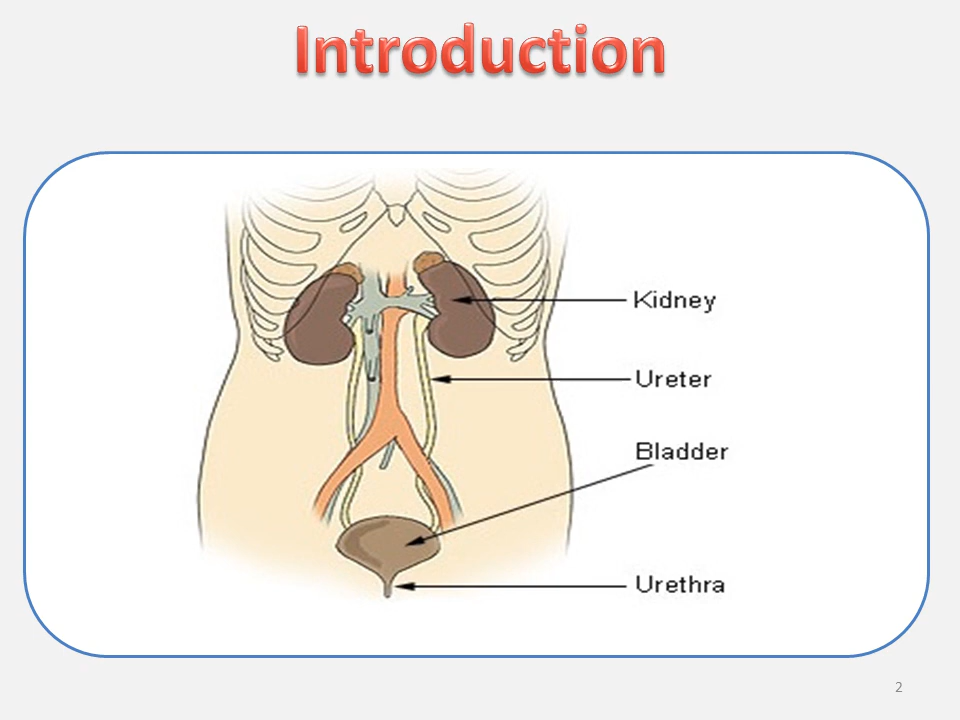 Introduction
Kidney
Ureter
Bladder
Urethra
2